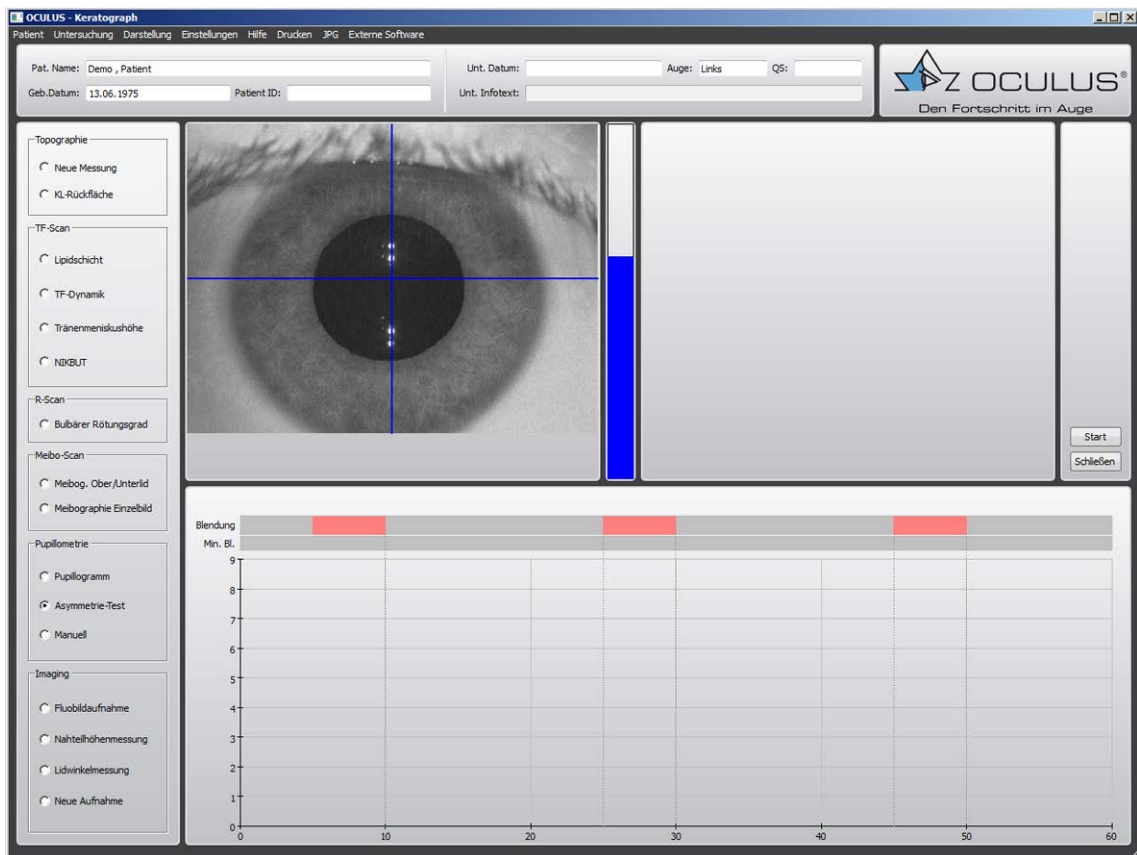 OCULUS - Keratograph
Patient Untersuchung Darstellung Einstellungen Hilfe Drucken JPG Externe Software
Pat. Name: Demo , Patient
Unt. Datum: Auge: Links QS:
Geb.Datum: 13.06.1975 Patient ID:
Unt. Infotext:
OCULUS®
Den Fortschritt im Auge
Topographie
Neue Messung
KL-Rückfläche
TF-Scan
Lipidschicht
TF-Dynamik
Tränenmeniskushöhe
NIKBUT
R-Scan
Bulbärer Rötungsgrad
Meibo-Scan
Meibog. Ober/Unterlid
Meibographie Einzelbild
Pupillometrie
Pupillogramm
Asymmetrie-Test
Manuell
Imaging
Fluobildaufnahme
Nahteilhöhenmessung
Lidwinkelmessung
Neue Aufnahme
Start
Schließen
Blendung
Min. Bl.
9
8
7
6
5
4
3
2
1
0
0 10 20 30 40 50 60